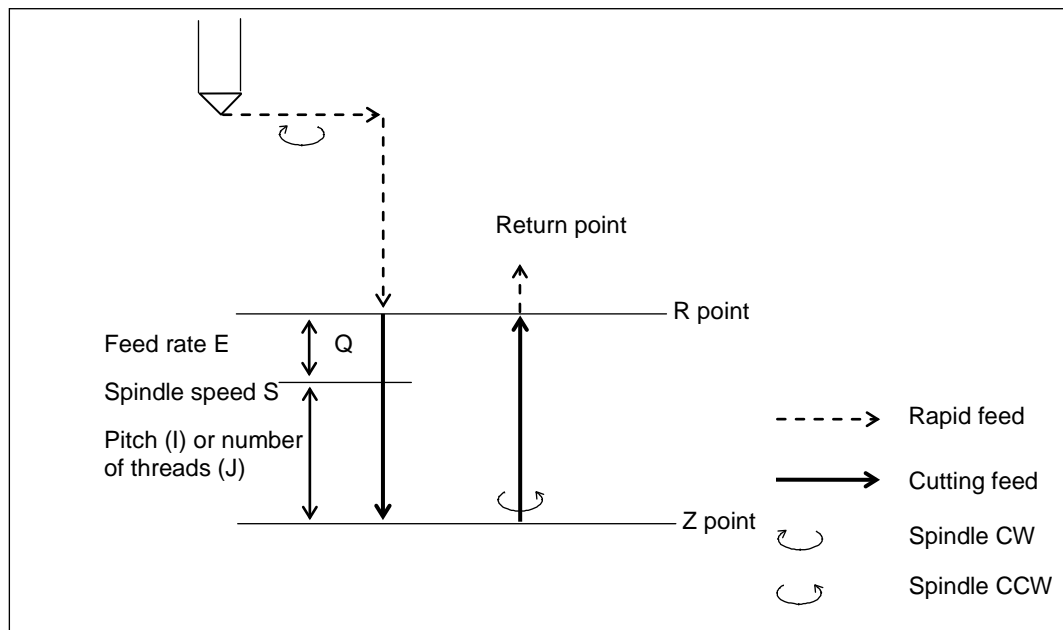 Return point
R point
Feed rate E
Q
Spindle speed S
Pitch (I) or number
of threads (J)
Z point
Rapid feed
Cutting feed
Spindle CW
Spindle CCW